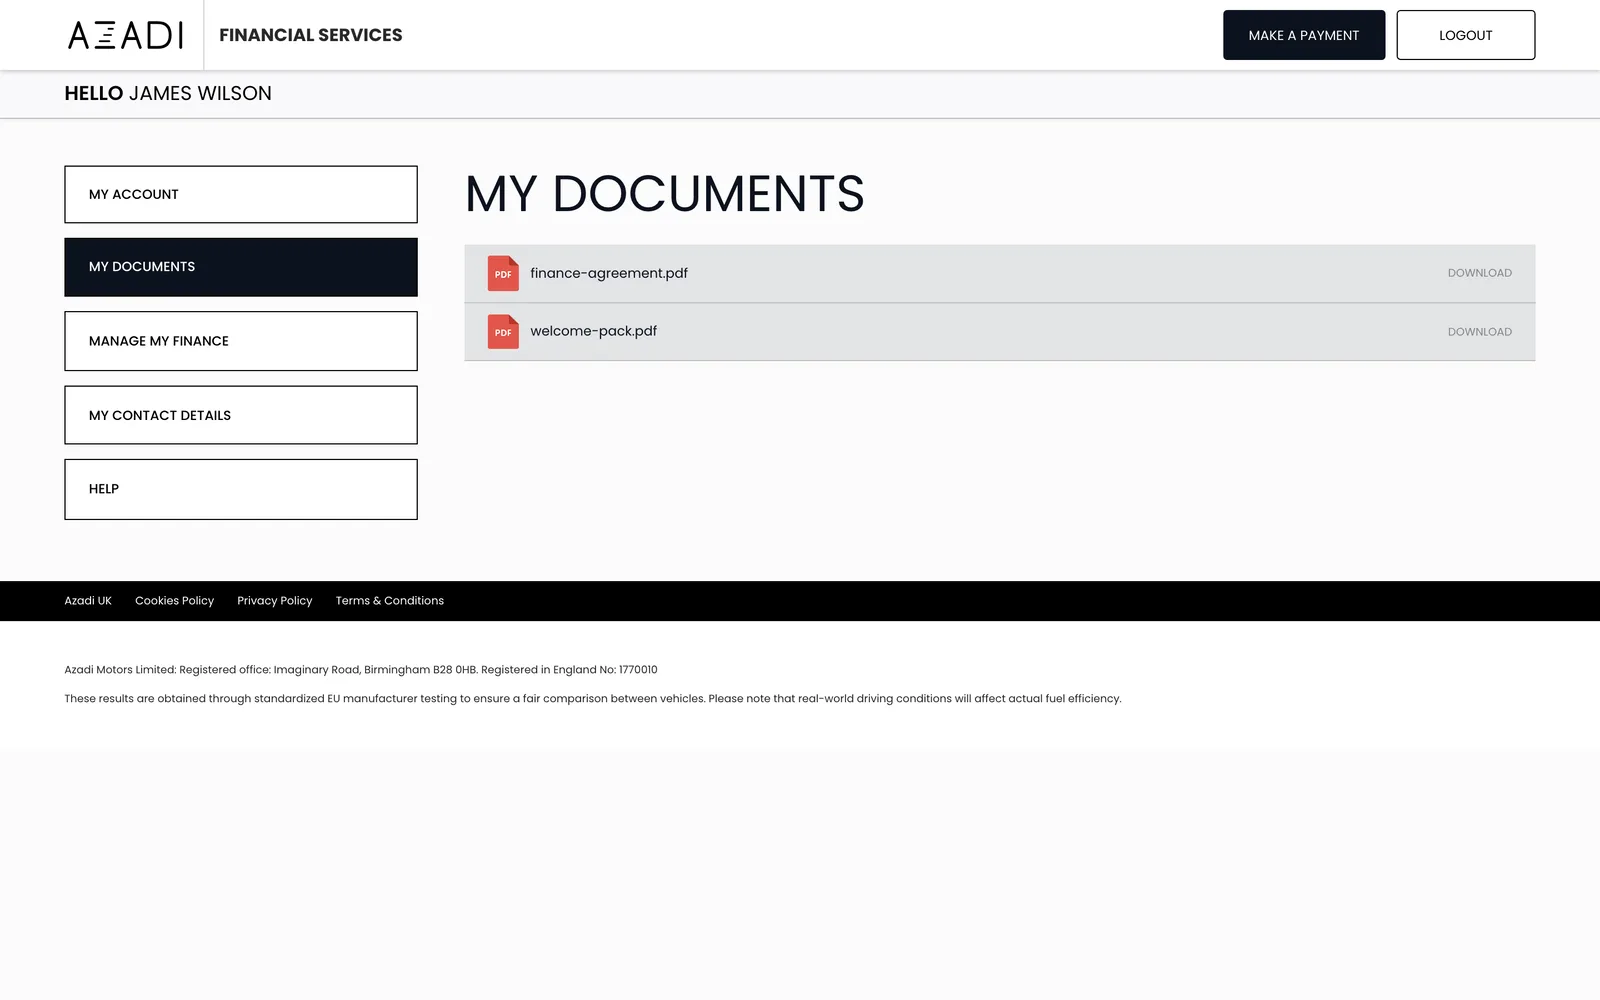 AZADI
FINANCIAL SERVICES
MAKE A PAYMENT
LOGOUT
HELLO JAMES WILSON
MY ACCOUNT
MY DOCUMENTS
MANAGE MY FINANCE
MY CONTACT DETAILS
HELP
MY DOCUMENTS
PDF finance-agreement.pdf DOWNLOAD
PDF welcome-pack.pdf DOWNLOAD
Azadi UK Cookies Policy Privacy Policy Terms & Conditions
Azadi Motors Limited: Registered office: Imaginary Road, Birmingham B28 0HB. Registered in England No: 1770010
These results are obtained through standardized EU manufacturer testing to ensure a fair comparison between vehicles. Please note that real-world driving conditions will affect actual fuel efficiency.